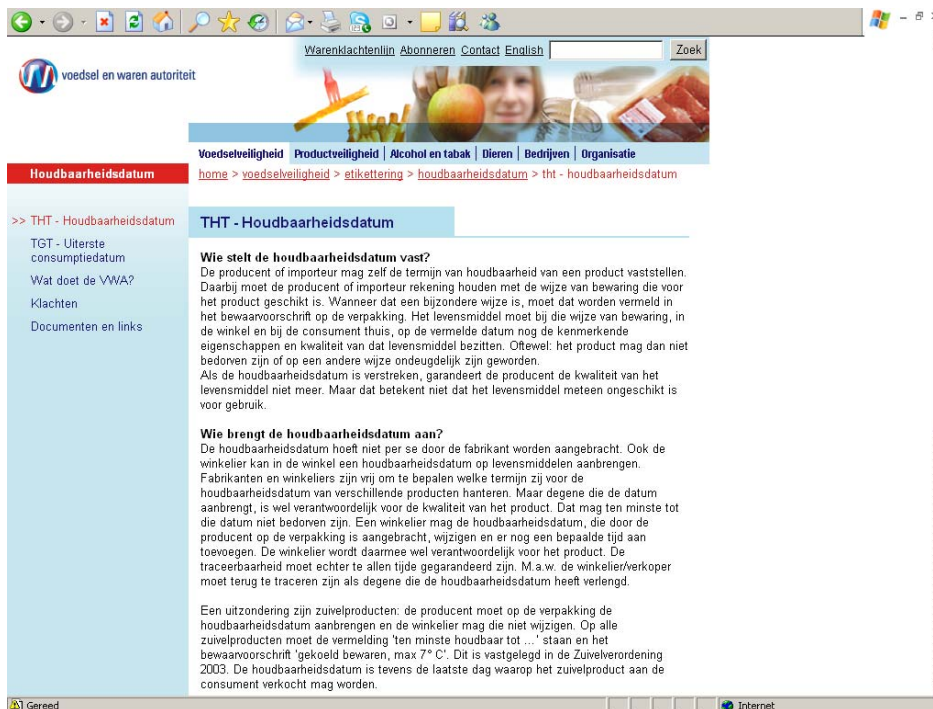 Warenklachtenlijn Abonneren Contact English
Zoek
voedsel en waren autoriteit
Voedselveiligheid Productveiligheid | Alcohol en tabak | Dieren | Bedrijven | Organisatie
Houdbaarheidsdatum
home > voedselveiligheid > etikettering > houdbaarheidsdatum > tht - houdbaarheidsdatum
>> THT - Houdbaarheidsdatum
TGT - Uiterste
consumptiedatum
Wat doet de VWA?
Klachten
Documenten en links
THT - Houdbaarheidsdatum
Wie stelt de houdbaarheidsdatum vast?
De producent of importeur mag zelf de termijn van houdbaarheid van een product vaststellen.
Daarbij moet de producent of importeur rekening houden met de wijze van bewaring die voor
het product geschikt is. Wanneer dat een bijzondere wijze is, moet dat worden vermeld in
het bewaarvoorschrift op de verpakking. Het levensmiddel moet bij die wijze van bewaring, in
de winkel en bij de consument thuis, op de vermelde datum nog de kenmerkende
eigenschappen en kwaliteit van dat levensmiddel bezitten. Oftewel: het product mag dan niet
bedorven zijn of op een andere wijze ondeugdelijk zijn geworden.
Als de houdbaarheidsdatum is verstreken, garandeert de producent de kwaliteit van het
levensmiddel niet meer. Maar dat betekent niet dat het levensmiddel meteen ongeschikt is
voor gebruik.
Wie brengt de houdbaarheidsdatum aan?
De houdbaarheidsdatum hoeft niet per se door de fabrikant worden aangebracht. Ook de
winkelier kan in de winkel een houdbaarheidsdatum op levensmiddelen aanbrengen.
Fabrikanten en winkeliers zijn vrij om te bepalen welke termijn zij voor de
houdbaarheidsdatum van verschillende producten hanteren. Maar degene die de datum
aanbrengt, is wel verantwoordelijk voor de kwaliteit van het product. Dat mag ten minste tot
die datum niet bedorven zijn. Een winkelier mag de houdbaarheidsdatum, die door de
producent op de verpakking is aangebracht, wijzigen en er nog een bepaalde tijd aan
toevoegen. De winkelier wordt daarmee wel verantwoordelijk voor het product. De
traceerbaarheid moet echter te allen tijde gegarandeerd zijn. M.a.w. de winkelier/verkoper
moet terug te traceren zijn als degene die de houdbaarheidsdatum heeft verlengd.
Een uitzondering zijn zuivelproducten: de producent moet op de verpakking de
houdbaarheidsdatum aanbrengen en de winkelier mag die niet wijzigen. Op alle
zuivelproducten moet de vermelding 'ten minste houdbaar tot ...' staan en het
bewaarvoorschrift 'gekoeld bewaren, max 7° C'. Dit is vastgelegd in de Zuivelverordening
2003. De houdbaarheidsdatum is tevens de laatste dag waarop het zuivelproduct aan de
consument verkocht mag worden.
Gereed
Internet